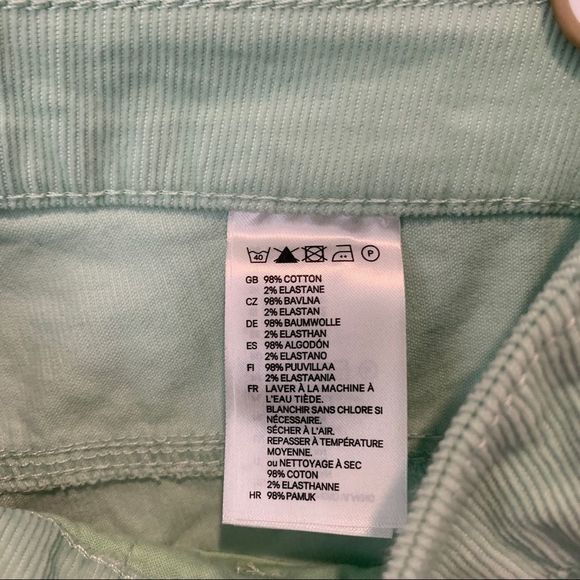 40 P
GB 98% COTTON
2% ELASTANE
CZ 98% BAVLNA
2% ELASTAN
DE 98% BAUMWOLLE
2% ELASTHAN
ES 98% ALGODÓN
2% ELASTANO
FI 98% PUUVILLAA
2% ELASTAANIA
FR LAVER À LA MACHINE À
L'EAU TIÈDE.
BLANCHIR SANS CHLORE SI
NÉCESSAIRE.
SÉCHER À L'AIR.
REPASSER À TEMPÉRATURE
MOYENNE.
ou NETTOYAGE À SEC
98% COTON
2% ELASTHANNE
HR 98% PAMUK